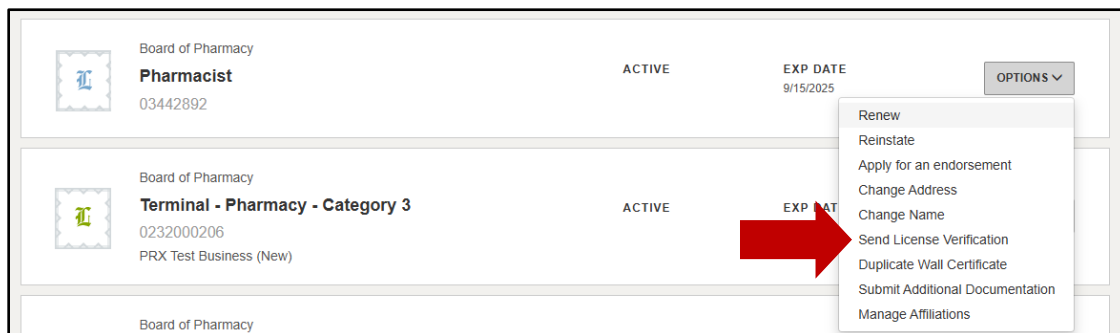 Board of Pharmacy
Pharmacist
03442892
ACTIVE
EXP DATE
9/15/2025
OPTIONS
Renew
Reinstate
Apply for an endorsement
Change Address
Change Name
Send License Verification
Duplicate Wall Certificate
Submit Additional Documentation
Manage Affiliations
Board of Pharmacy
Terminal - Pharmacy - Category 3
0232000206
PRX Test Business (New)
ACTIVE
EXP
Board of Pharmacy